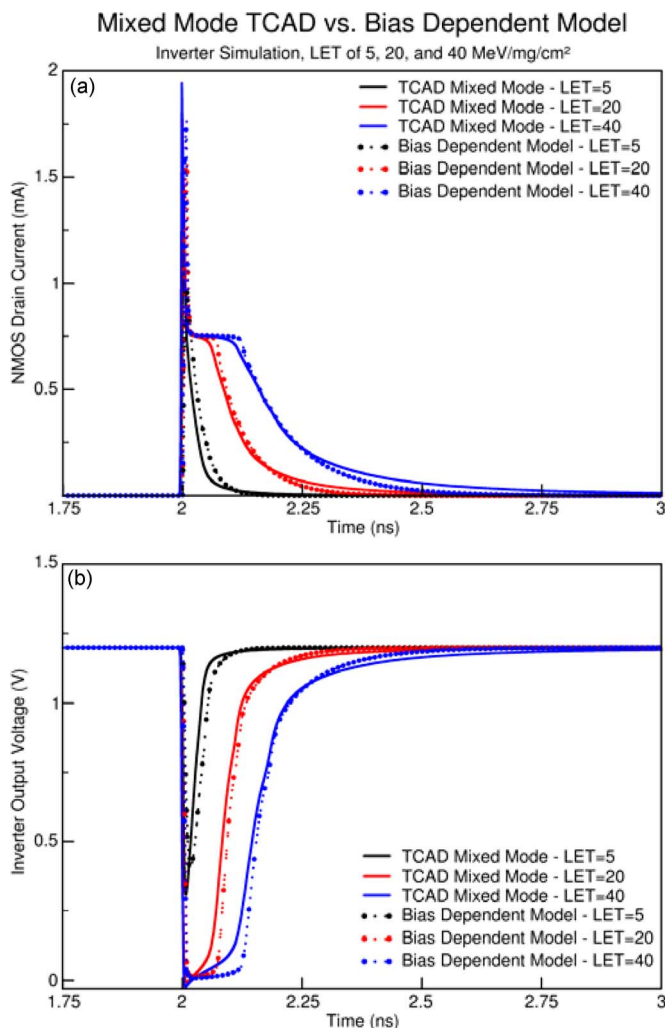 Mixed Mode TCAD vs. Bias Dependent Model
Inverter Simulation, LET of 5, 20, and 40 MeV/mg/cm²
(a)
2
1.5
1
0.5
NMOS Drain Current (mA)
TCAD Mixed Mode - LET=5
TCAD Mixed Mode - LET=20
TCAD Mixed Mode - LET=40
Bias Dependent Model - LET=5
Bias Dependent Model - LET=20
Bias Dependent Model - LET=40
1.75
2
2.25
2.5
2.75
3
Time (ns)
(b)
1.5
1
0.5
0
Inverter Output Voltage (V)
TCAD Mixed Mode - LET=5
TCAD Mixed Mode - LET=20
TCAD Mixed Mode - LET=40
Bias Dependent Model - LET=5
Bias Dependent Model - LET=20
Bias Dependent Model - LET=40
1.75
2
2.25
2.5
2.75
3
Time (ns)